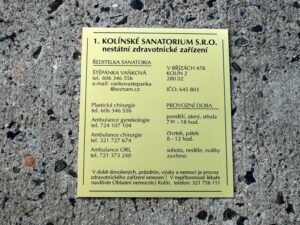 1. KOLÍNSKÉ SANATORIUM S.R.O.
nestátní zdravotnické zařízení
ŘEDITELKA SANATORIA
ŠTĚPÁNKA VAŇKOVÁ
tel. 606 346 556
e-mail: vankovastepanka
@seznam.cz
V BŘÍZÁCH 478
KOLÍN 2
280 02
IČO: 645 803
Plastická chirurgie
tel. 606 346 556
Ambulance gynekologie
tel. 724 107 104
Ambulance chirurgie
tel. 321 727 674
Ambulance ORL
tel. 721 373 248
PROVOZNÍ DOBA
pondělí, úterý, středa
7 - 18 hod.
čtvrtek, pátek
8 - 12 hod.
sobota, neděle, svátky
zavřeno
V době dovolených, prázdnin, výuky a nemoci je provoz
zdravotnického zařízení omezen ! V nepřítomnosti lékaře
navštivte Oblastní nemocnici Kolín, telefon: 321 756 111